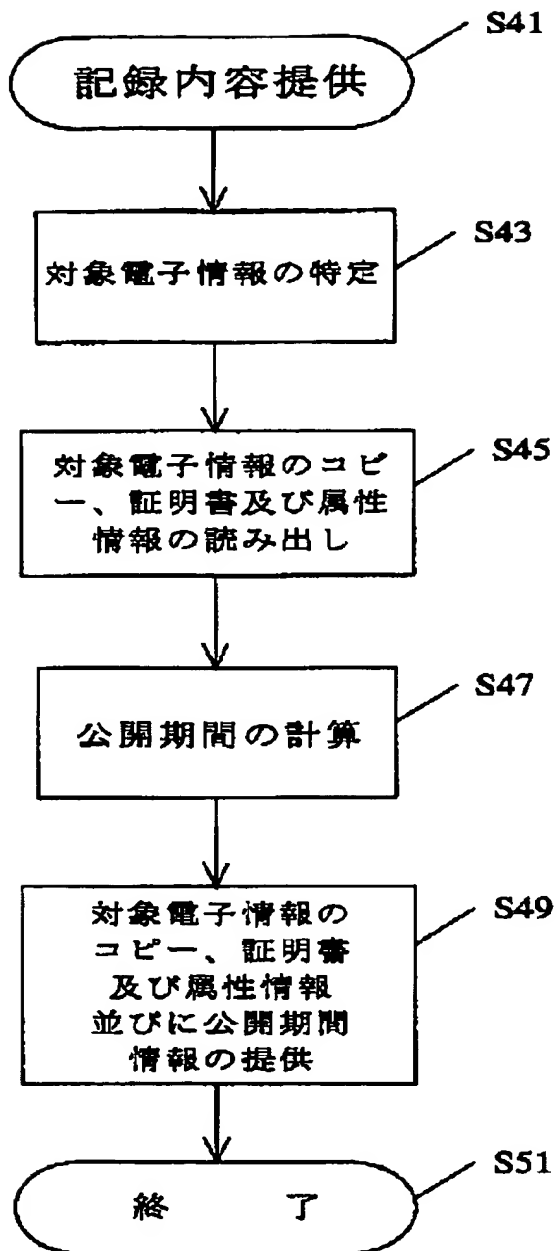 S41
記録内容提供
S43
対象電子情報の特定
S45
対象電子情報のコピ
ー、証明書及び属性
情報の読み出し
S47
公開期間の計算
S49
対象電子情報の
コピー、証明書
及び属性情報
並びに公開期間
情報の提供
S51
終 了